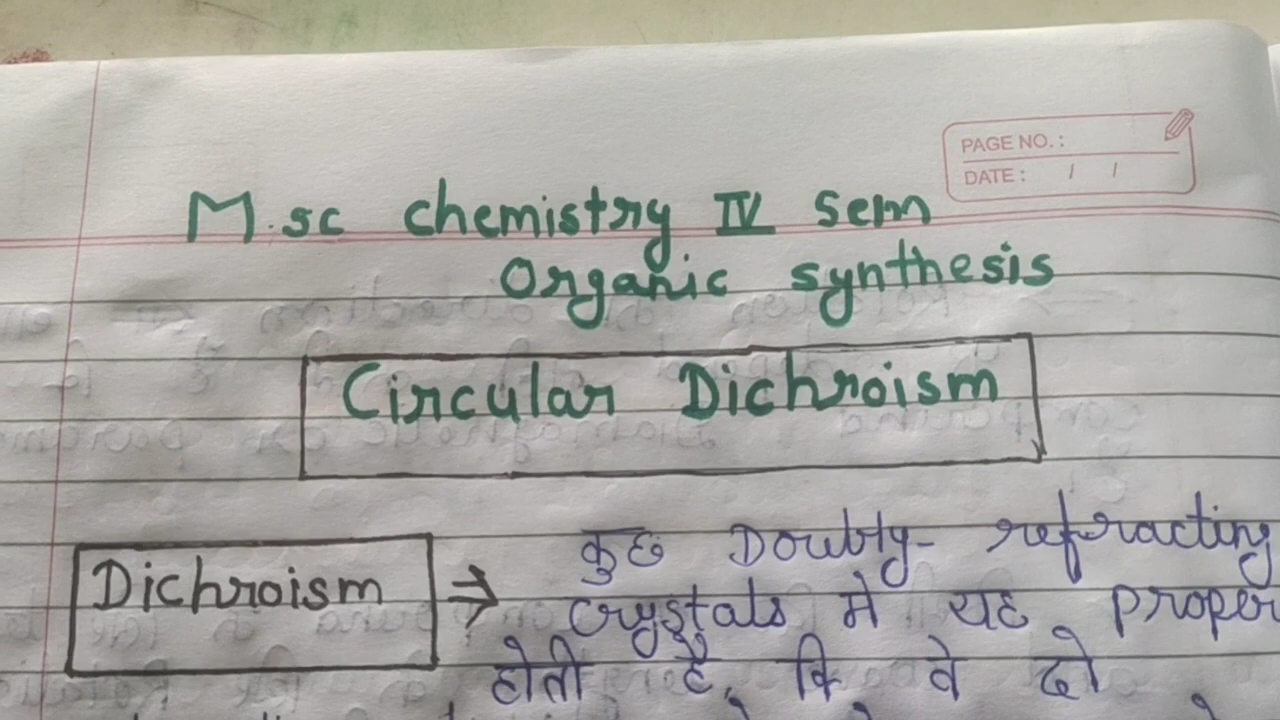 PAGE NO. :
DATE : / /
M.sc chemistry IV sem
Organic synthesis
Circular Dichroism
Dichroism → कुछ Doubly- refracting
crystals मे यह proper
होती है, कि वे दो